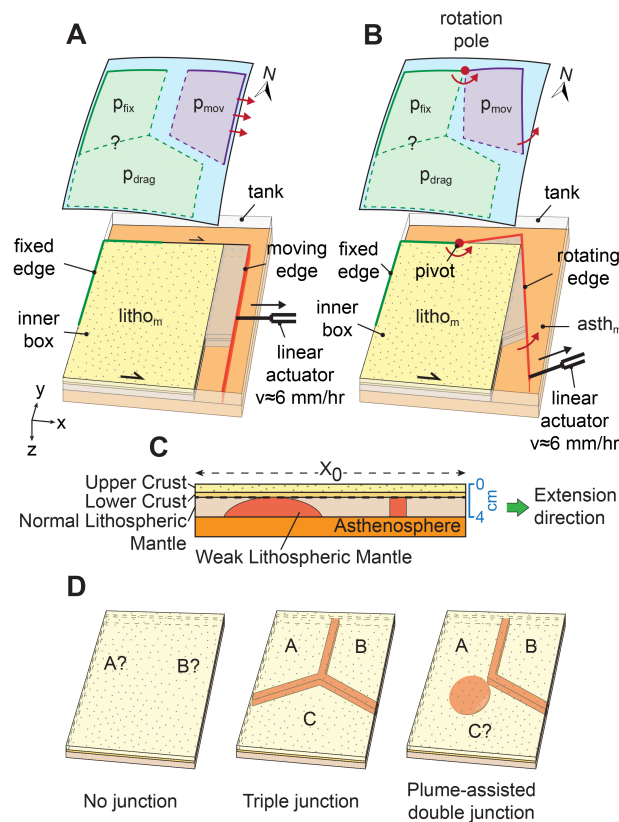 A
N
p_fix
p_mov
?
p_drag
tank
fixed
edge
moving
edge
inner
box
litho_m
linear
actuator
v≈6 mm/hr
y
x
z
rotation
pole
B
N
p_fix
p_mov
?
p_drag
tank
fixed
edge
rotating
edge
pivot
inner
box
litho_m
asth_m
linear
actuator
v≈6 mm/hr
C
X_0
Upper Crust
Lower Crust
Normal Lithospheric
Mantle
0
cm
4
Asthenosphere
Weak Lithospheric Mantle
Extension
direction
D
A?
B?
No junction
A
B
C
Triple junction
A
B
C?
Plume-assisted
double junction